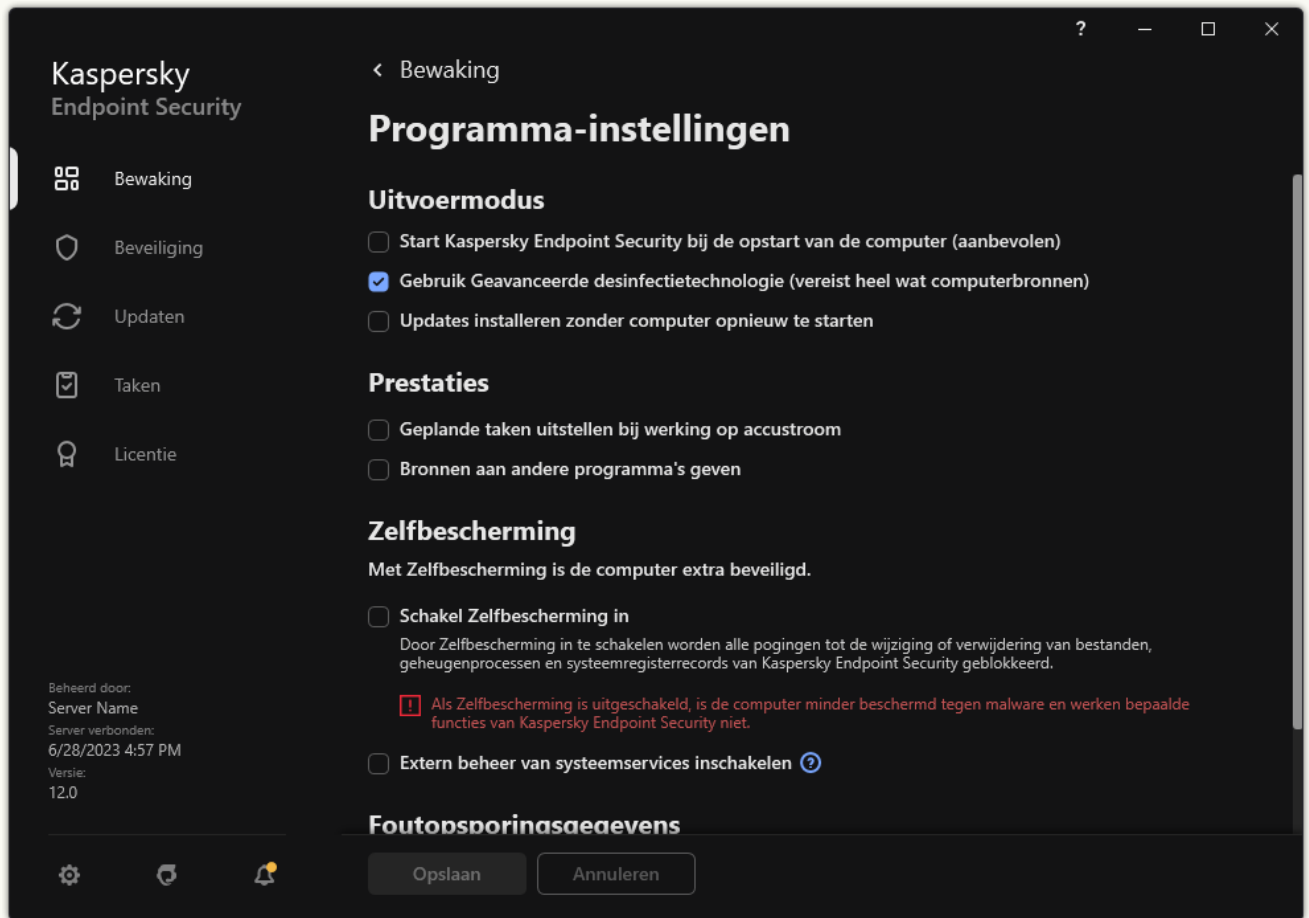 Kaspersky
Endpoint Security
Bewaking
Beveiliging
Updaten
Taken
Licentie
Beheerd door:
Server Name
Server verbonden:
6/28/2023 4:57 PM
Versie:
12.0
Bewaking
Programma-instellingen
Uitvoermodus
Start Kaspersky Endpoint Security bij de opstart van de computer (aanbevolen)
Gebruik Geavanceerde desinfectietechnologie (vereist heel wat computerbronnen)
Updates installeren zonder computer opnieuw te starten
Prestaties
Geplande taken uitstellen bij werking op accustroom
Bronnen aan andere programma's geven
Zelfbescherming
Met Zelfbescherming is de computer extra beveiligd.
Schakel Zelfbescherming in
Door Zelfbescherming in te schakelen worden alle pogingen tot de wijziging of verwijdering van bestanden,
geheugenprocessen en systeemregisterrecords van Kaspersky Endpoint Security geblokkeerd.
Als Zelfbescherming is uitgeschakeld, is de computer minder beschermd tegen malware en werken bepaalde
functies van Kaspersky Endpoint Security niet.
Extern beheer van systeemservices inschakelen
Foutopsporingsgegevens
Opslaan
Annuleren